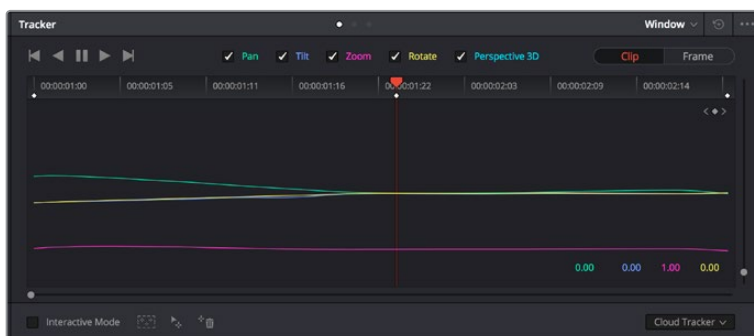 Tracker Window
Pan Tilt Zoom Rotate Perspective 3D Clip Frame
00:00:01:00 00:00:01:05 00:00:01:11 00:00:01:16 00:00:01:22 00:00:02:03 00:00:02:09 00:00:02:14
0.00 0.00 1.00 0.00
Interactive Mode Cloud Tracker